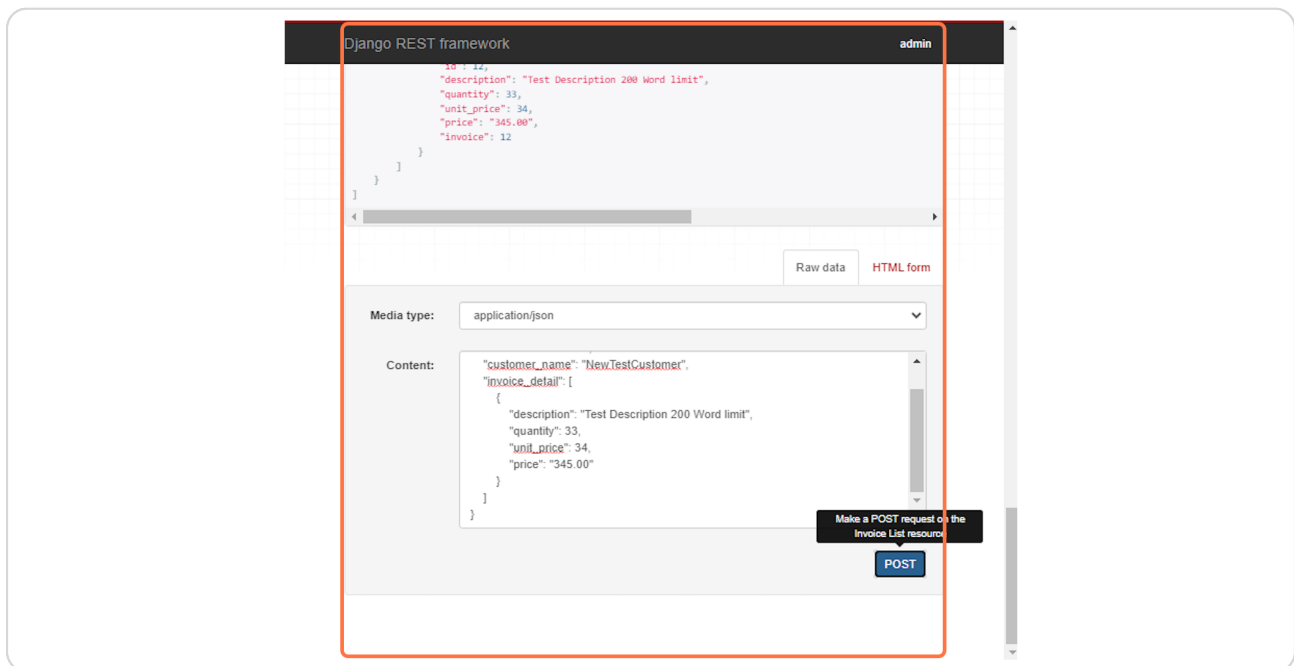 Django REST framework admin
"id": 12,
"description": "Test Description 200 Word limit",
"quantity": 33,
"unit_price": 34,
"price": "345.00",
"invoice": 12
}
]
}
]
Raw data HTML form
Media type: application/json
Content:
"customer_name": "NewTestCustomer",
"invoice_detail": [
{
"description": "Test Description 200 Word limit",
"quantity": 33,
"unit_price": 34,
"price": "345.00"
}
]
}
Make a POST request on the
Invoice List resource
POST